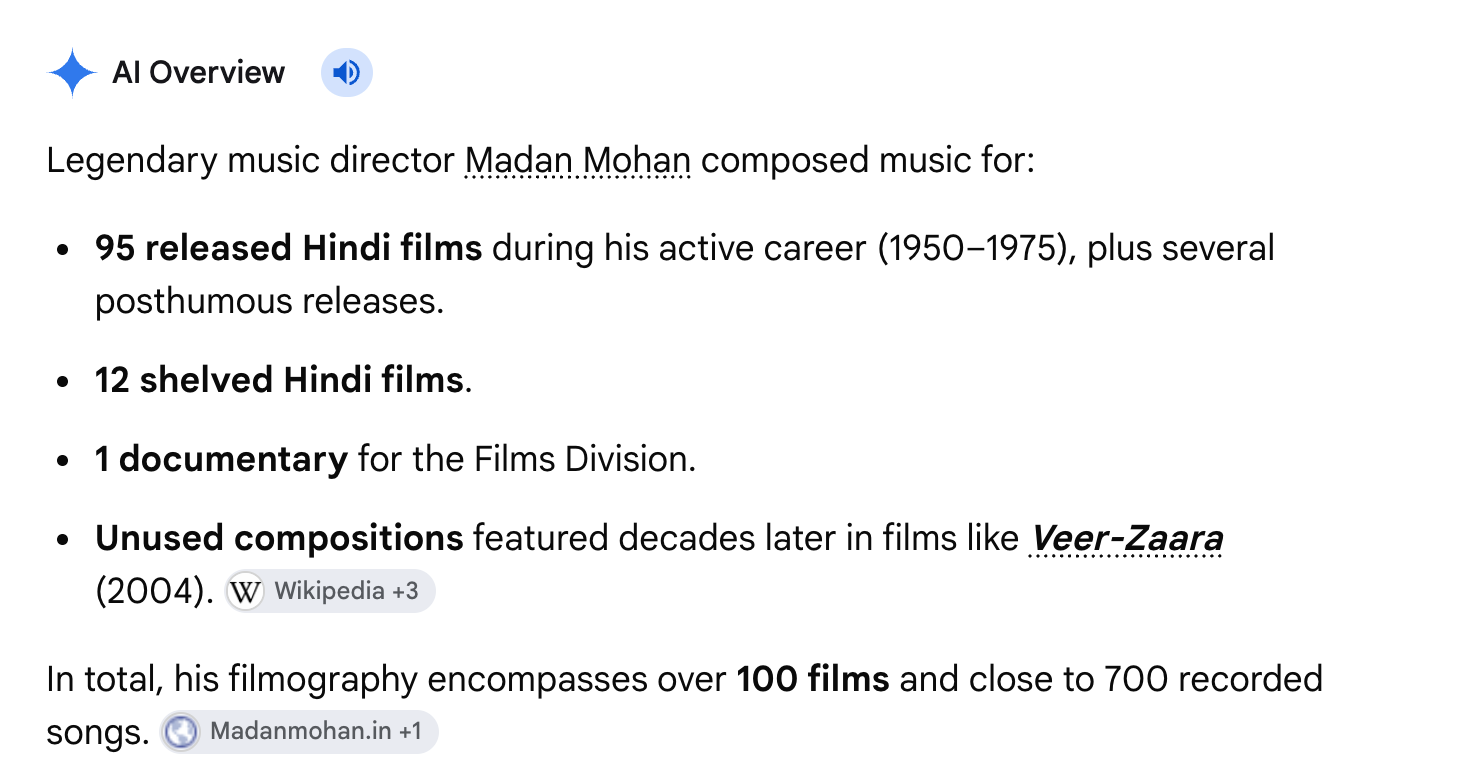 AI Overview
Legendary music director Madan Mohan composed music for:
• 95 released Hindi films during his active career (1950–1975), plus several
posthumous releases.
• 12 shelved Hindi films.
• 1 documentary for the Films Division.
• Unused compositions featured decades later in films like Veer-Zaara
(2004). W Wikipedia +3
In total, his filmography encompasses over 100 films and close to 700 recorded
songs. Madanmohan.in +1